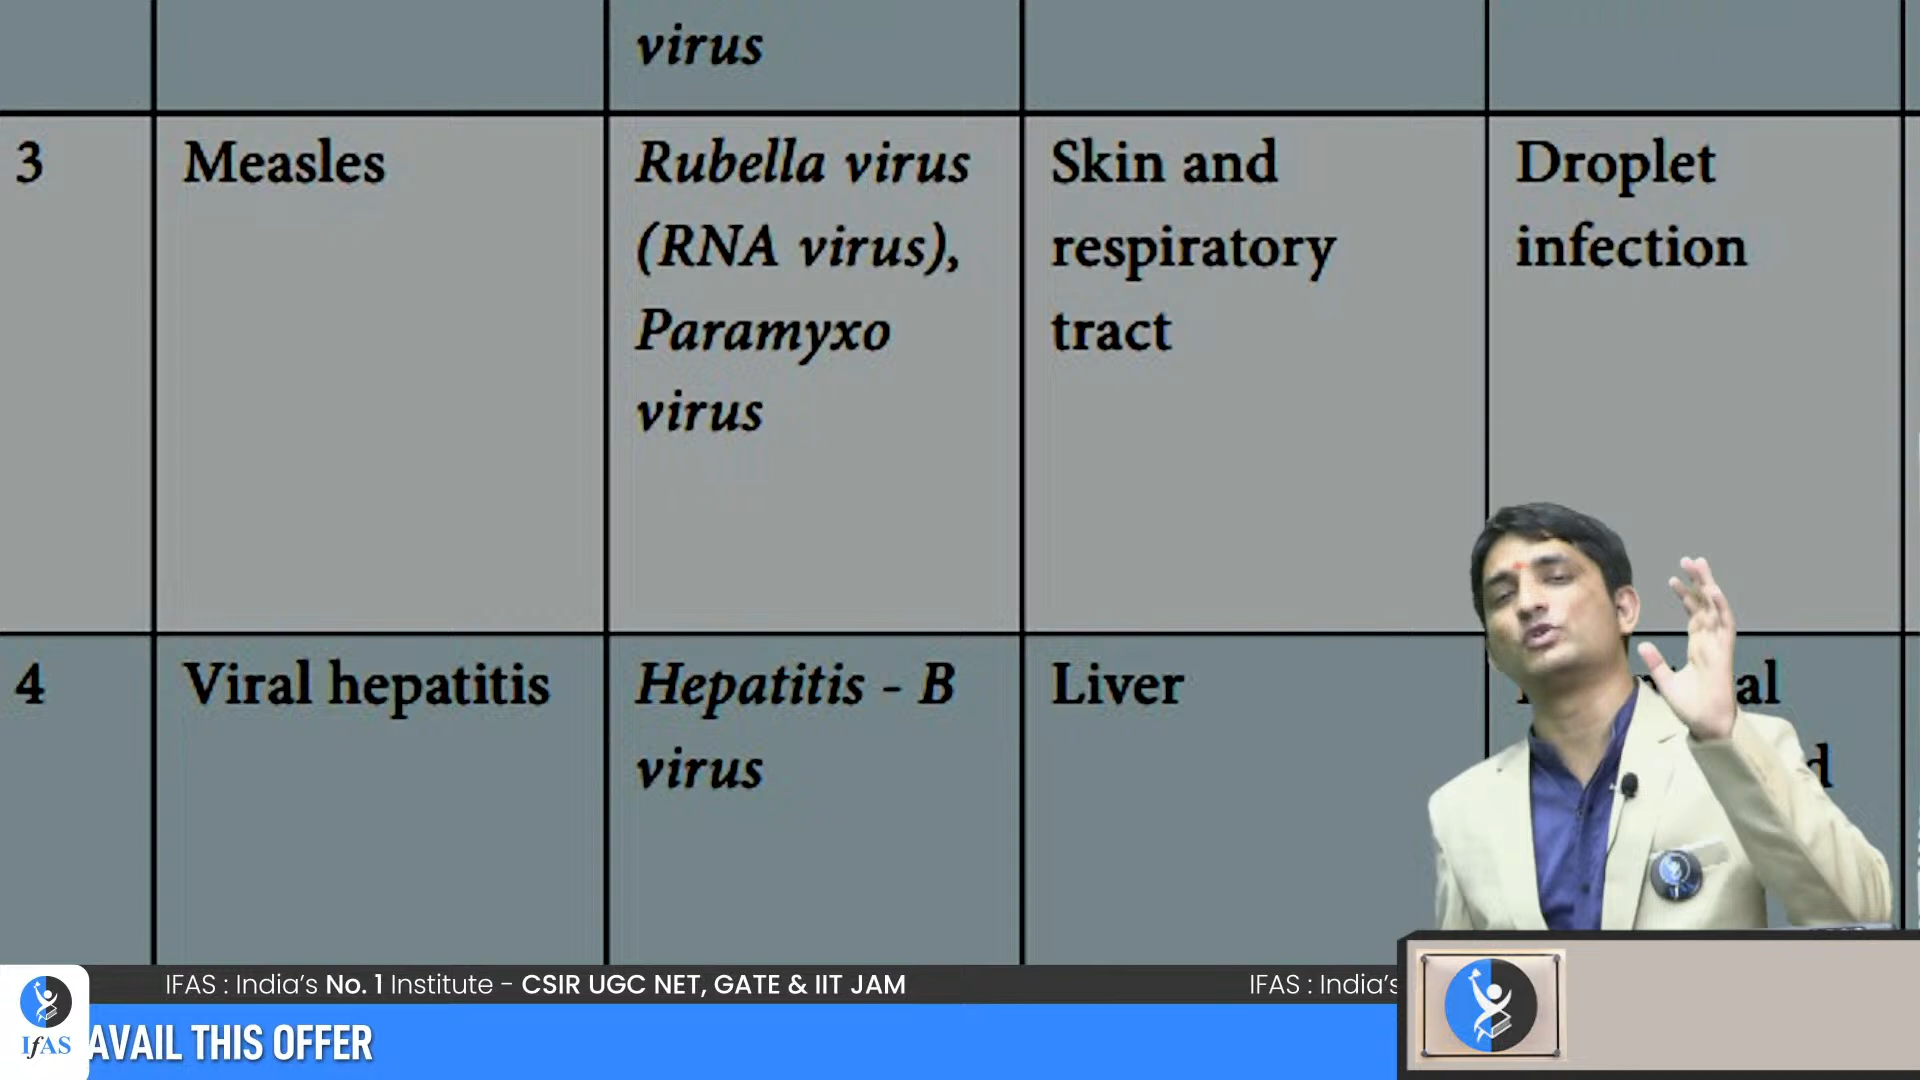 virus
3 Measles Rubella virus Skin and Droplet
(RNA virus), respiratory infection
Paramyxo tract
virus
4 Viral hepatitis Hepatitis - B Liver
virus
IFAS : India's No. 1 Institute - CSIR UGC NET, GATE & IIT JAM IFAS : India's
IfAS AVAIL THIS OFFER